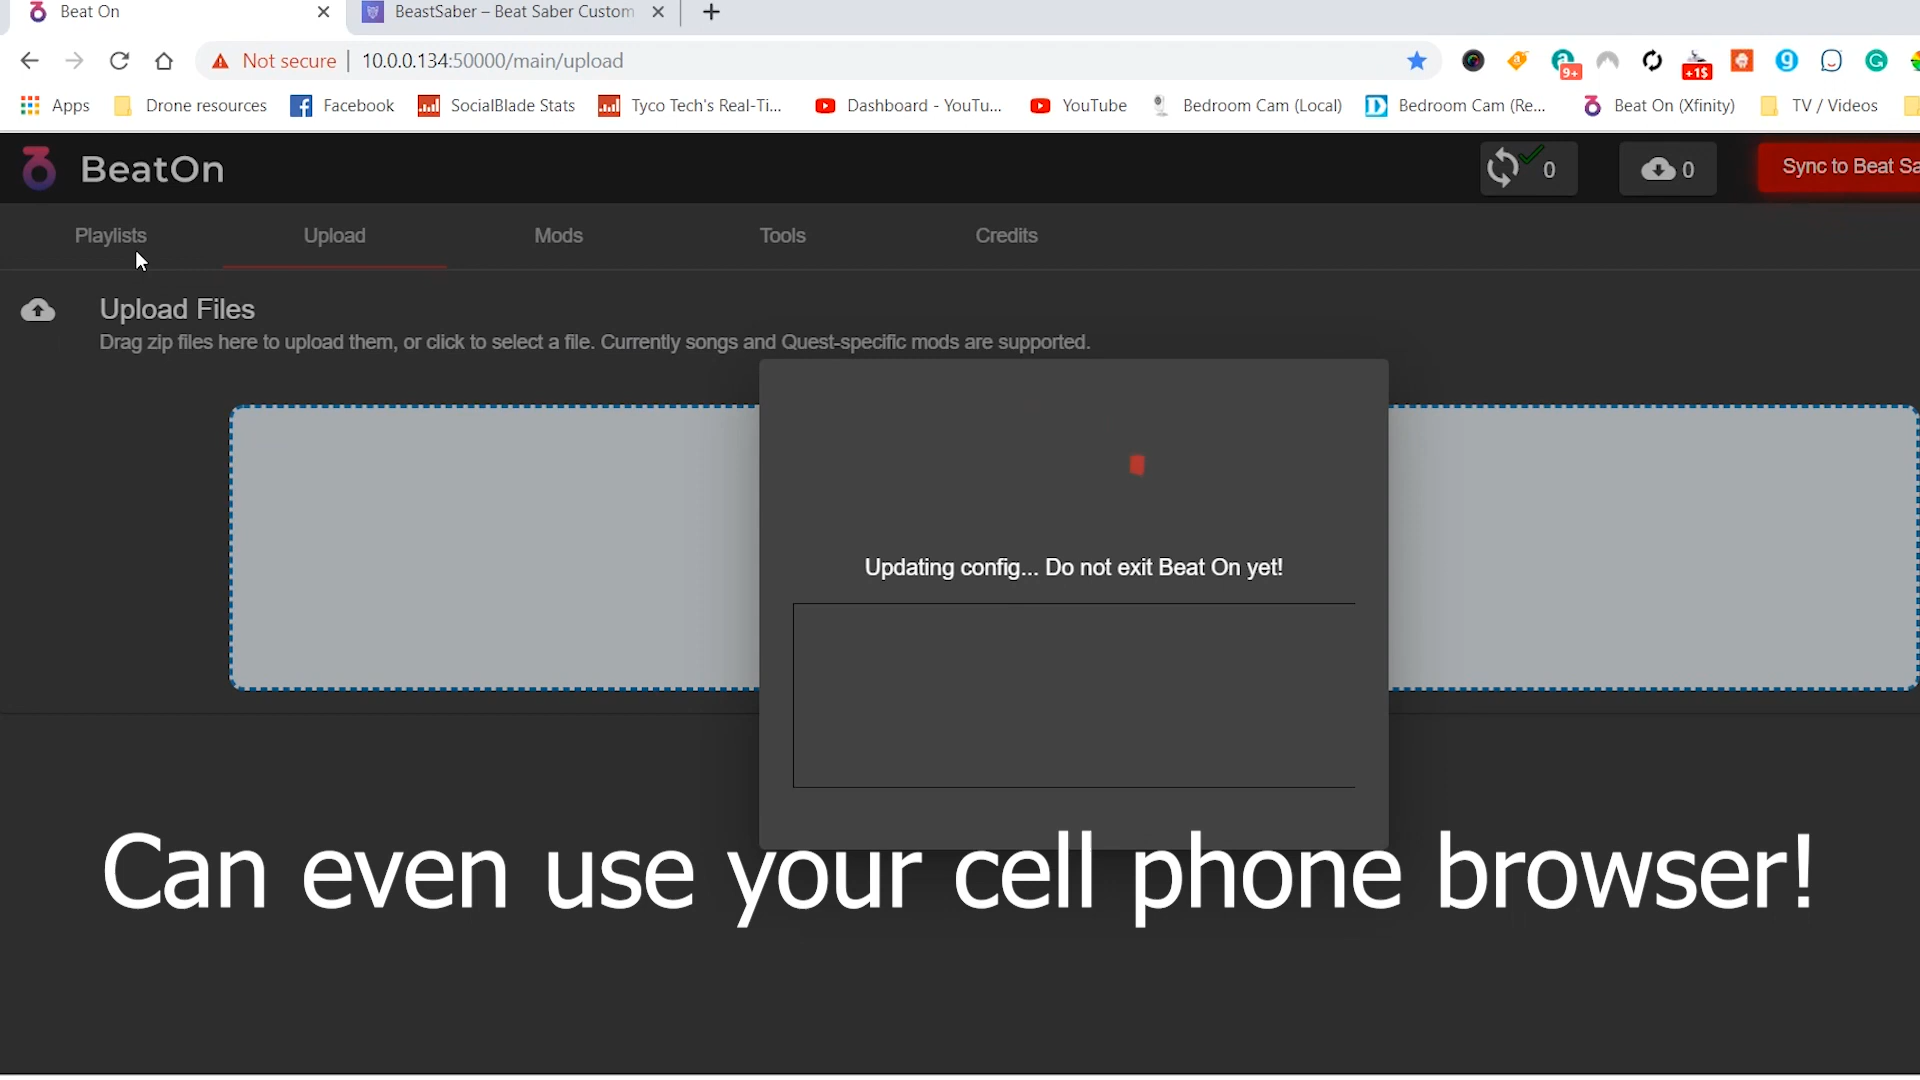 Beat On
BeastSaber – Beat Saber Custom
Not secure
10.0.0.134:50000/main/upload
9+
+1$
Apps
Drone resources
Facebook
SocialBlade Stats
Tyco Tech's Real-Ti...
Dashboard - YouTu...
YouTube
Bedroom Cam (Local)
Bedroom Cam (Re...
Beat On (Xfinity)
TV / Videos
BeatOn
0
0
Sync to Beat Sa
Playlists
Upload
Mods
Tools
Credits
Upload Files
Drag zip files here to upload them, or click to select a file. Currently songs and Quest-specific mods are supported.
Updating config... Do not exit Beat On yet!
Can even use your cell phone browser!